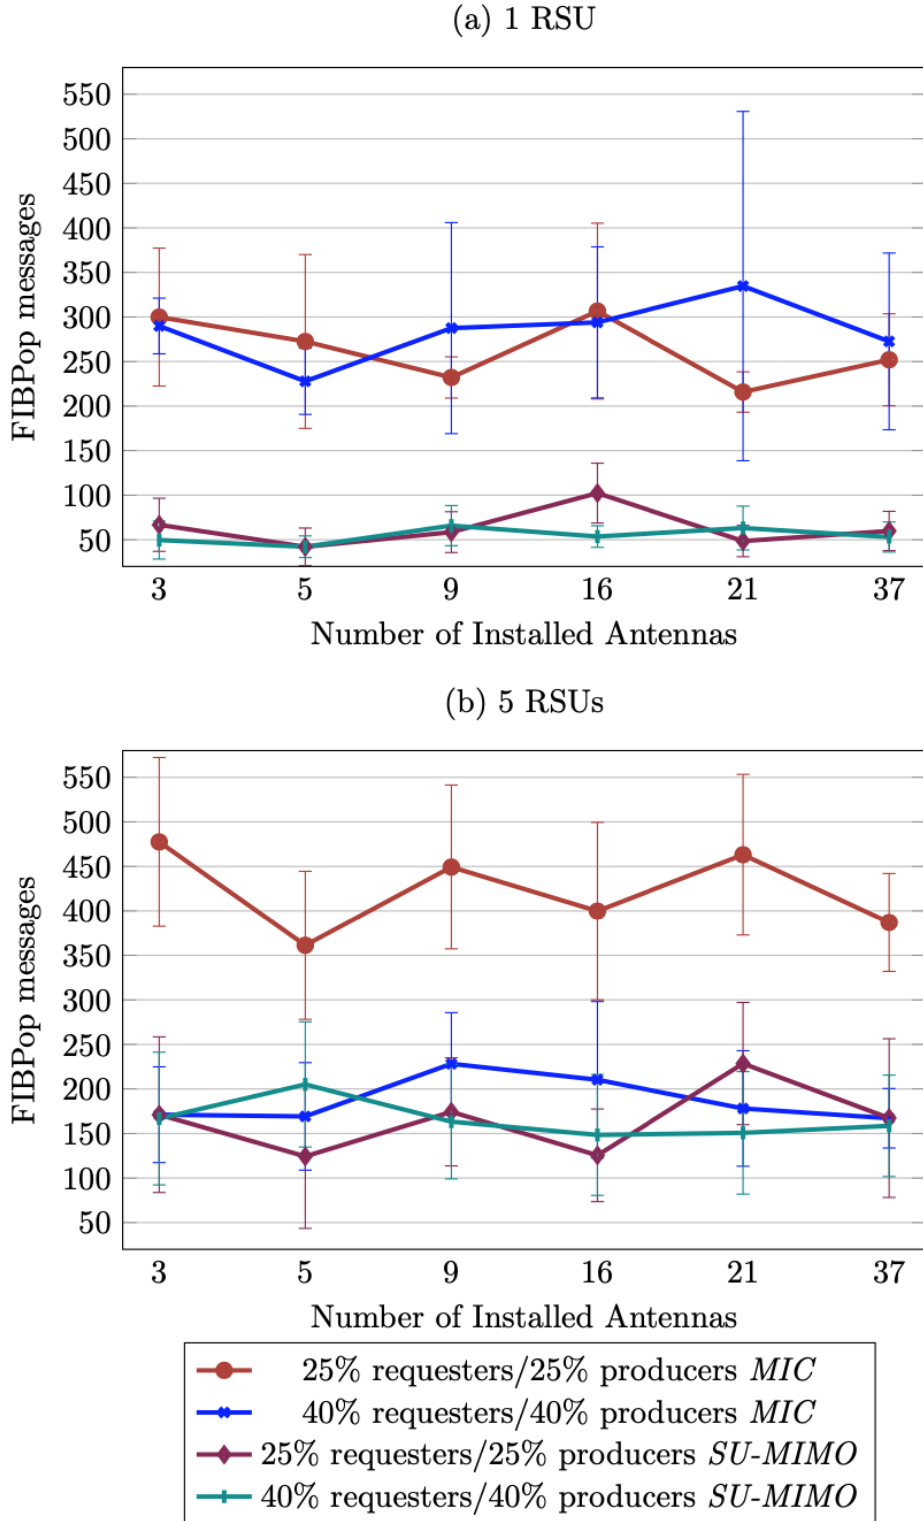 (a) 1 RSU
FIBPop messages
550
500
450
400
350
300
250
200
150
100
50
3 5 9 16 21 37
Number of Installed Antennas
(b) 5 RSUs
FIBPop messages
550
500
450
400
350
300
250
200
150
100
50
3 5 9 16 21 37
Number of Installed Antennas
25% requesters/25% producers MIC
40% requesters/40% producers MIC
25% requesters/25% producers SU-MIMO
40% requesters/40% producers SU-MIMO